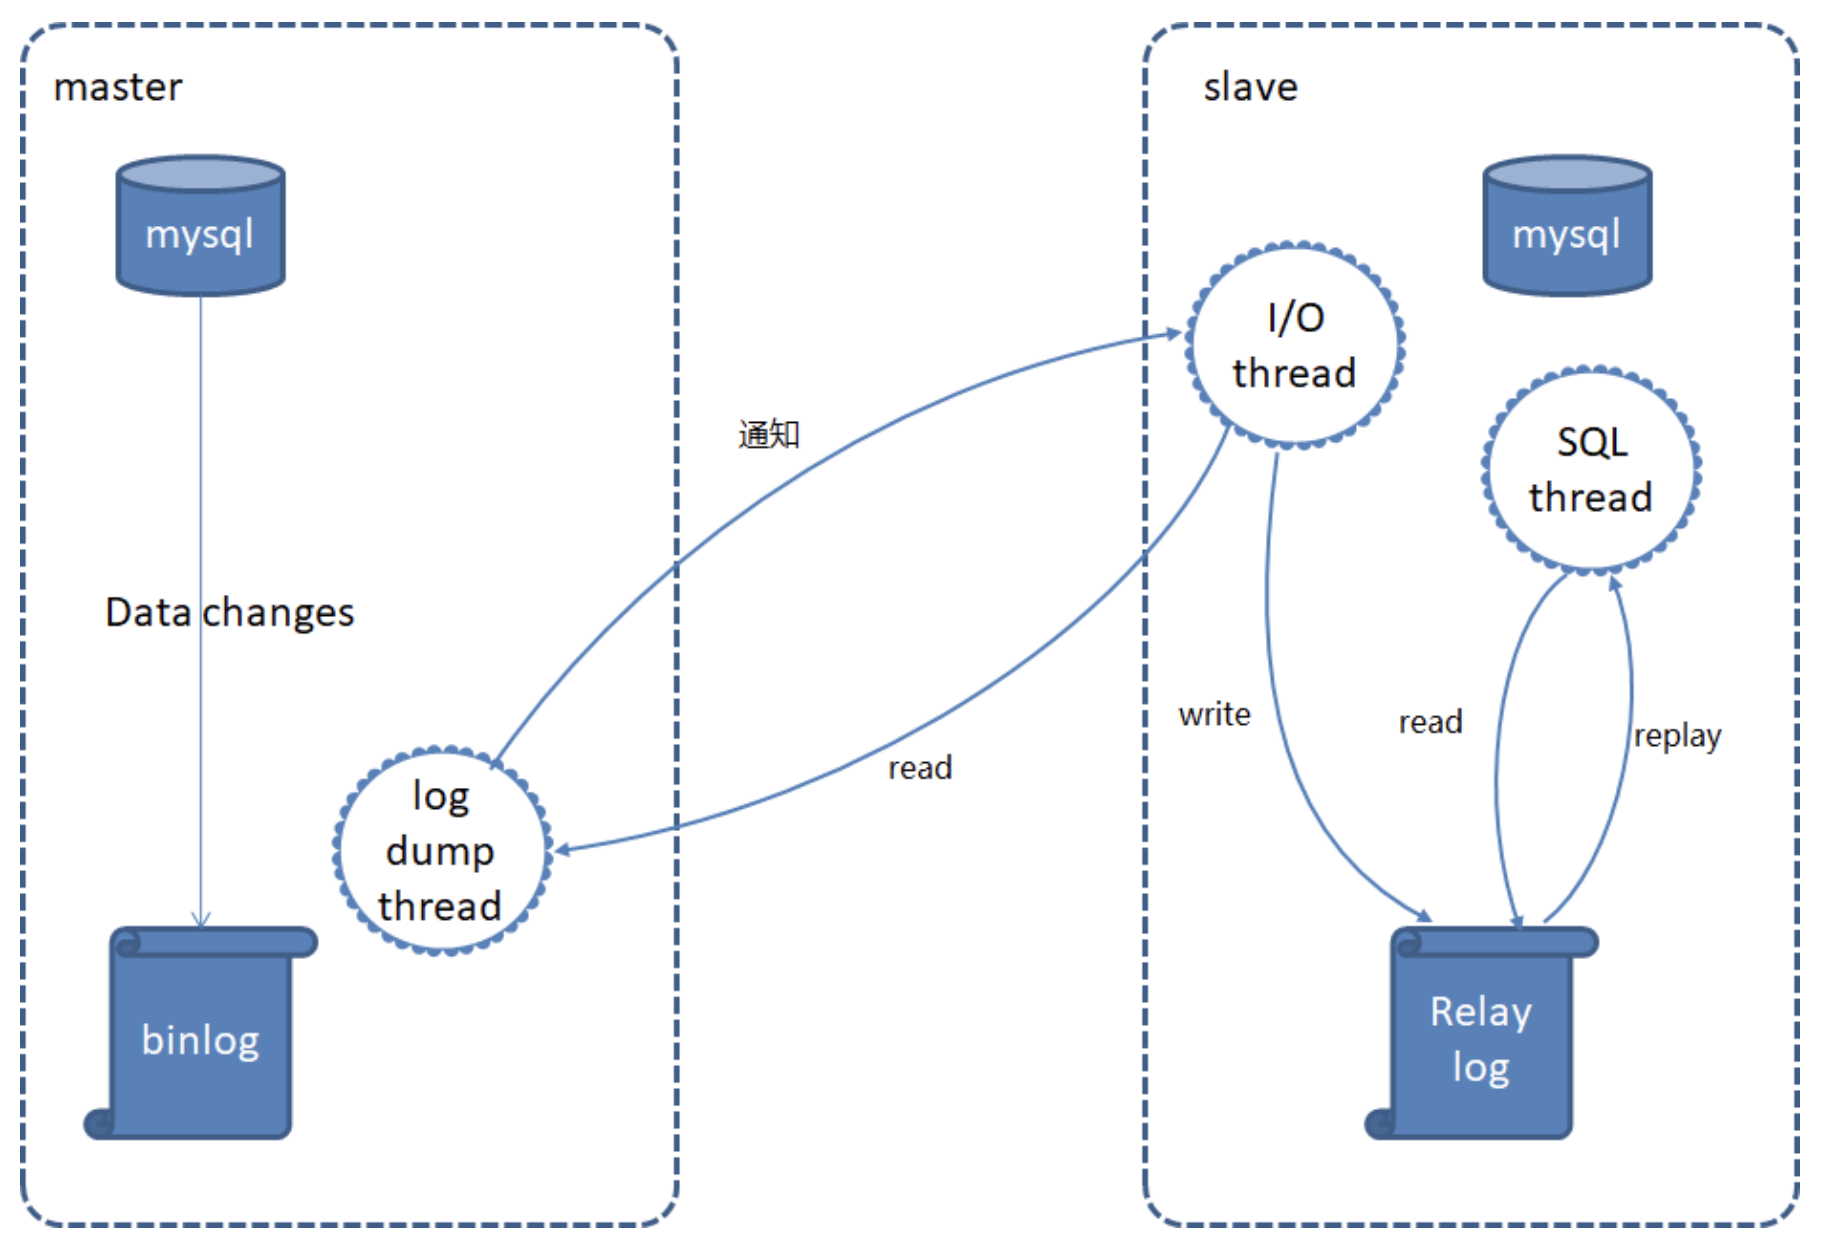 master
mysql
Data changes
log
dump
thread
binlog
通知
read
slave
mysql
I/O
thread
SQL
thread
write
read
replay
Relay
log